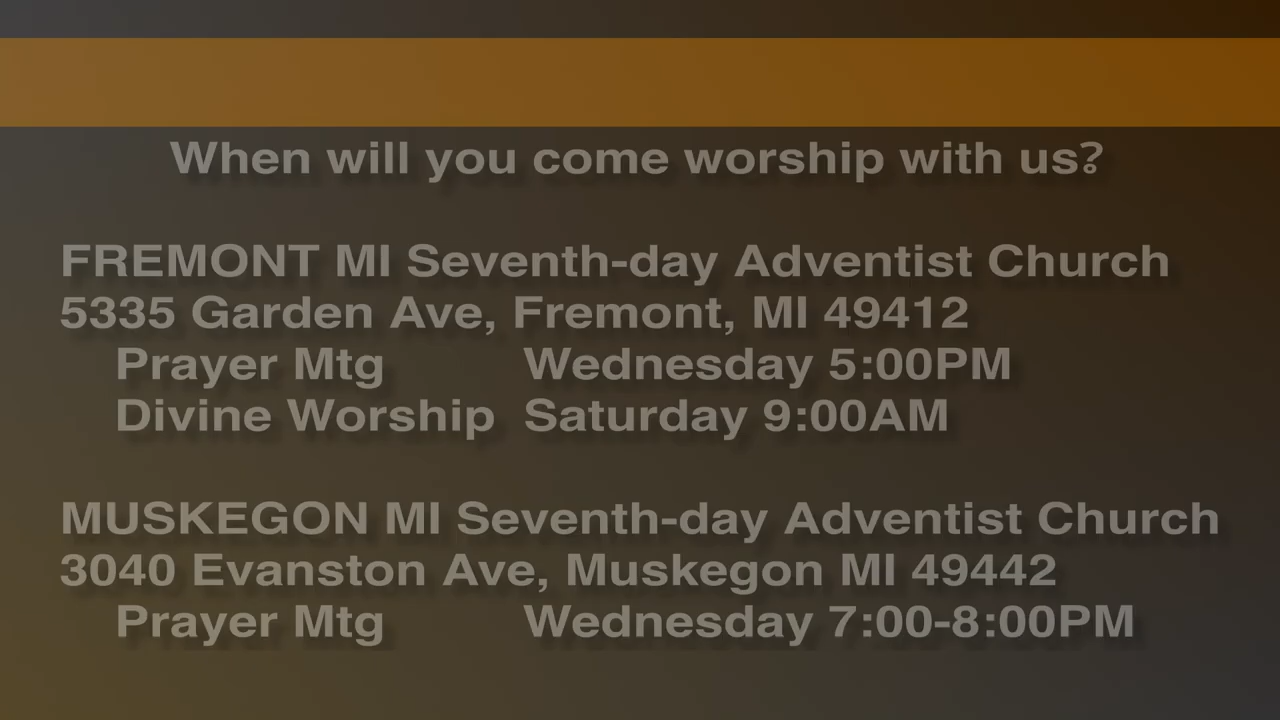 When will you come worship with us?
FREMONT MI Seventh-day Adventist Church
5335 Garden Ave, Fremont, MI 49412
Prayer Mtg Wednesday 5:00PM
Divine Worship Saturday 9:00AM
MUSKEGON MI Seventh-day Adventist Church
3040 Evanston Ave, Muskegon MI 49442
Prayer Mtg Wednesday 7:00-8:00PM